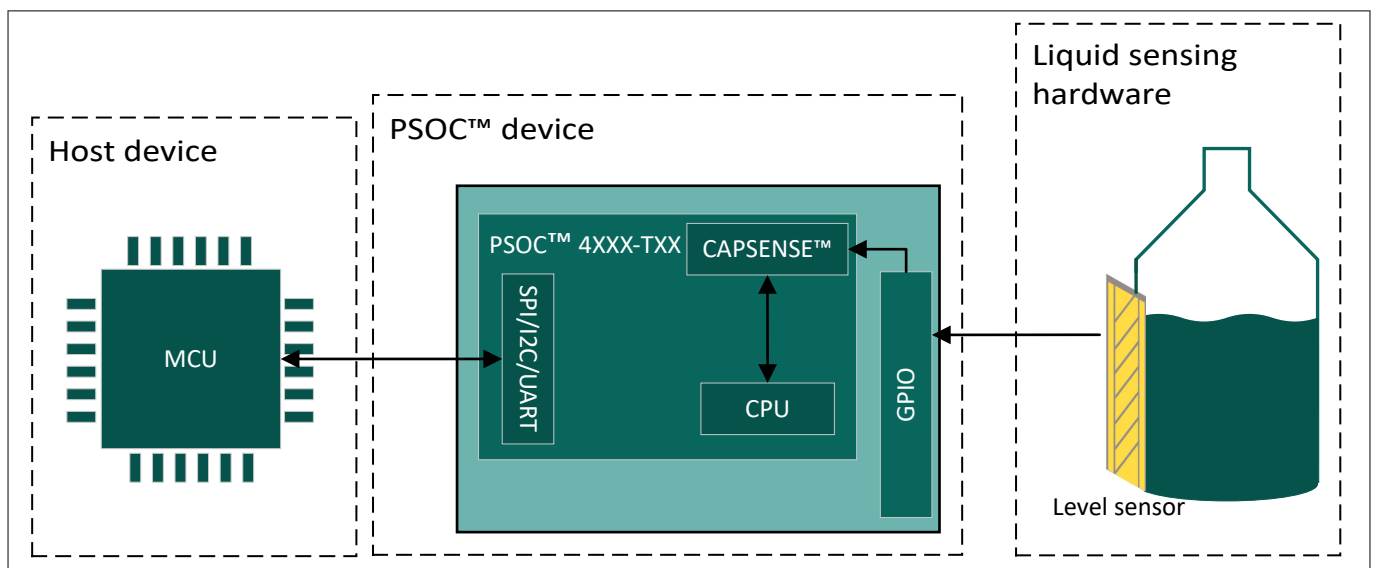 Host device
MCU
PSOC™ device
PSOC™ 4XXX-TXX
CAPSENSE™
SPI/I2C/UART
CPU
GPIO
Liquid sensing
hardware
Level sensor